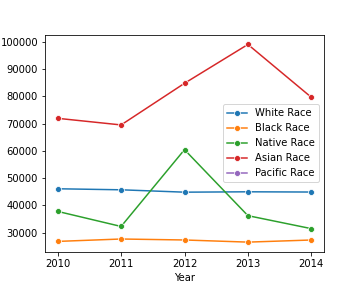 100000
90000
80000
70000
60000
50000
40000
30000
White Race
Black Race
Native Race
Asian Race
Pacific Race
2010 2011 2012 2013 2014
Year